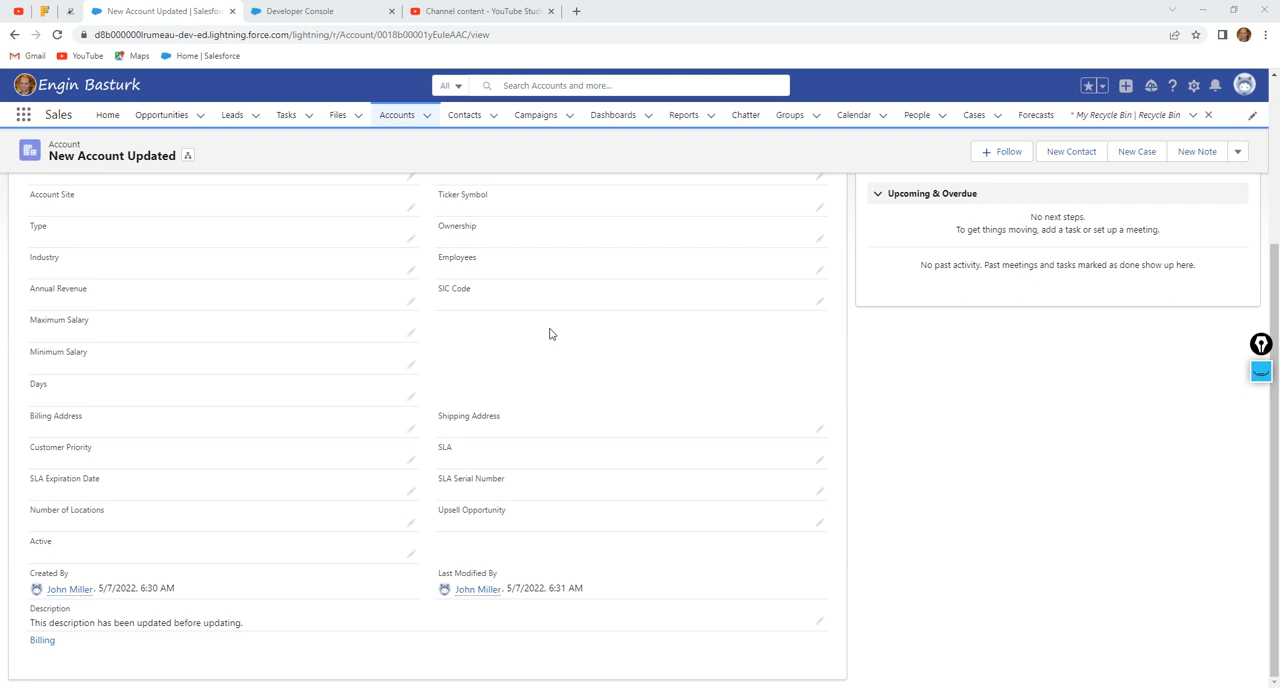 New Account Updated | Salesfor
Developer Console
Channel content - YouTube Studi
d8b000000lrumeau-dev-ed.lightning.force.com/lightning/r/Account/0018b00001yEuleAAC/view
Gmail YouTube Maps Home | Salesforce
Engin Basturk
All Search Accounts and more...
Sales Home Opportunities Leads Tasks Files Accounts Contacts Campaigns Dashboards Reports Chatter Groups Calendar People Cases Forecasts * My Recycle Bin | Recycle Bin
Account
New Account Updated
Follow New Contact New Case New Note
Account Site Ticker Symbol
Type Ownership
Industry Employees
Annual Revenue SIC Code
Maximum Salary
Minimum Salary
Days
Billing Address Shipping Address
Customer Priority SLA
SLA Expiration Date SLA Serial Number
Number of Locations Upsell Opportunity
Active
Created By Last Modified By
John Miller, 5/7/2022, 6:30 AM John Miller, 5/7/2022, 6:31 AM
Description
This description has been updated before updating.
Billing
Upcoming & Overdue
No next steps.
To get things moving, add a task or set up a meeting.
No past activity. Past meetings and tasks marked as done show up here.